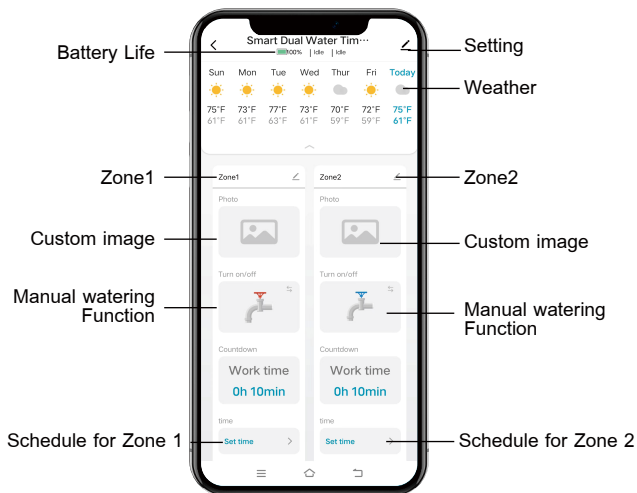 Smart Dual Water Tim···
Battery Life
100% | Idle | Idle
Setting
Sun Mon Tue Wed Thur Fri Today
Weather
75°F 73°F 77°F 73°F 70°F 72°F 75°F
61°F 61°F 63°F 61°F 59°F 59°F 61°F
Zone1
Zone1
Zone2
Zone2
Photo
Photo
Custom image
Custom image
Turn on/off
Turn on/off
Manual watering
Function
Manual watering
Function
Countdown
Countdown
Work time
0h 10min
Work time
0h 10min
time
time
Schedule for Zone 1
Set time
Set time
Schedule for Zone 2